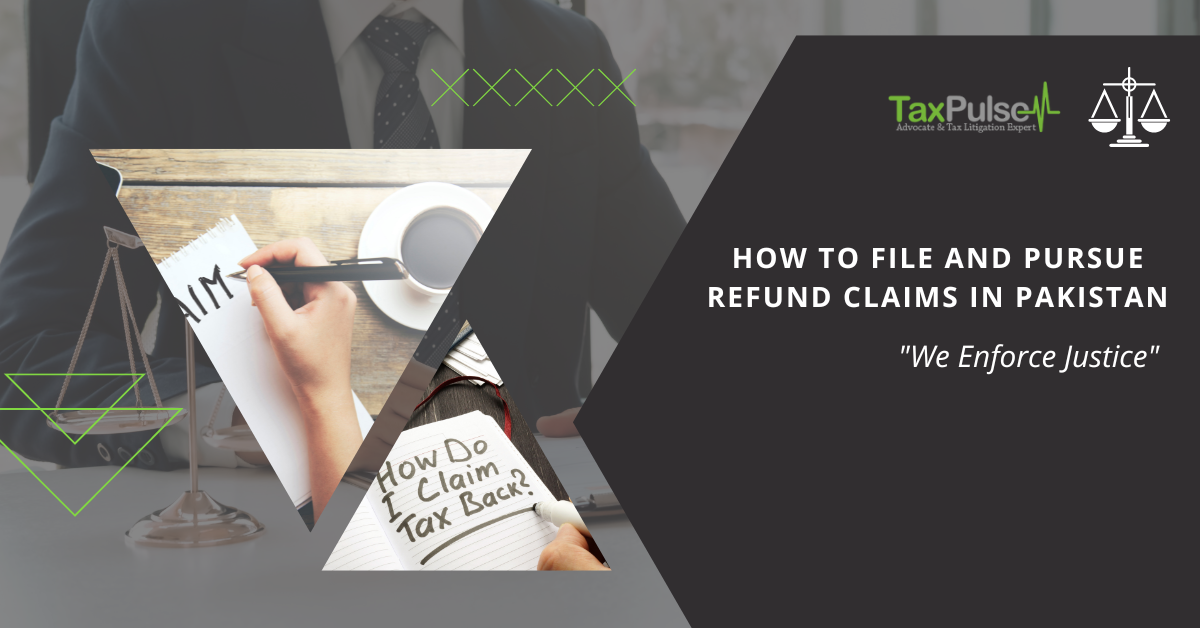 TaxPulse
Advocate & Tax Litigation Expert
HOW TO FILE AND PURSUE
REFUND CLAIMS IN PAKISTAN
"We Enforce Justice"
AIM
How Do
I Claim
Tax Back?